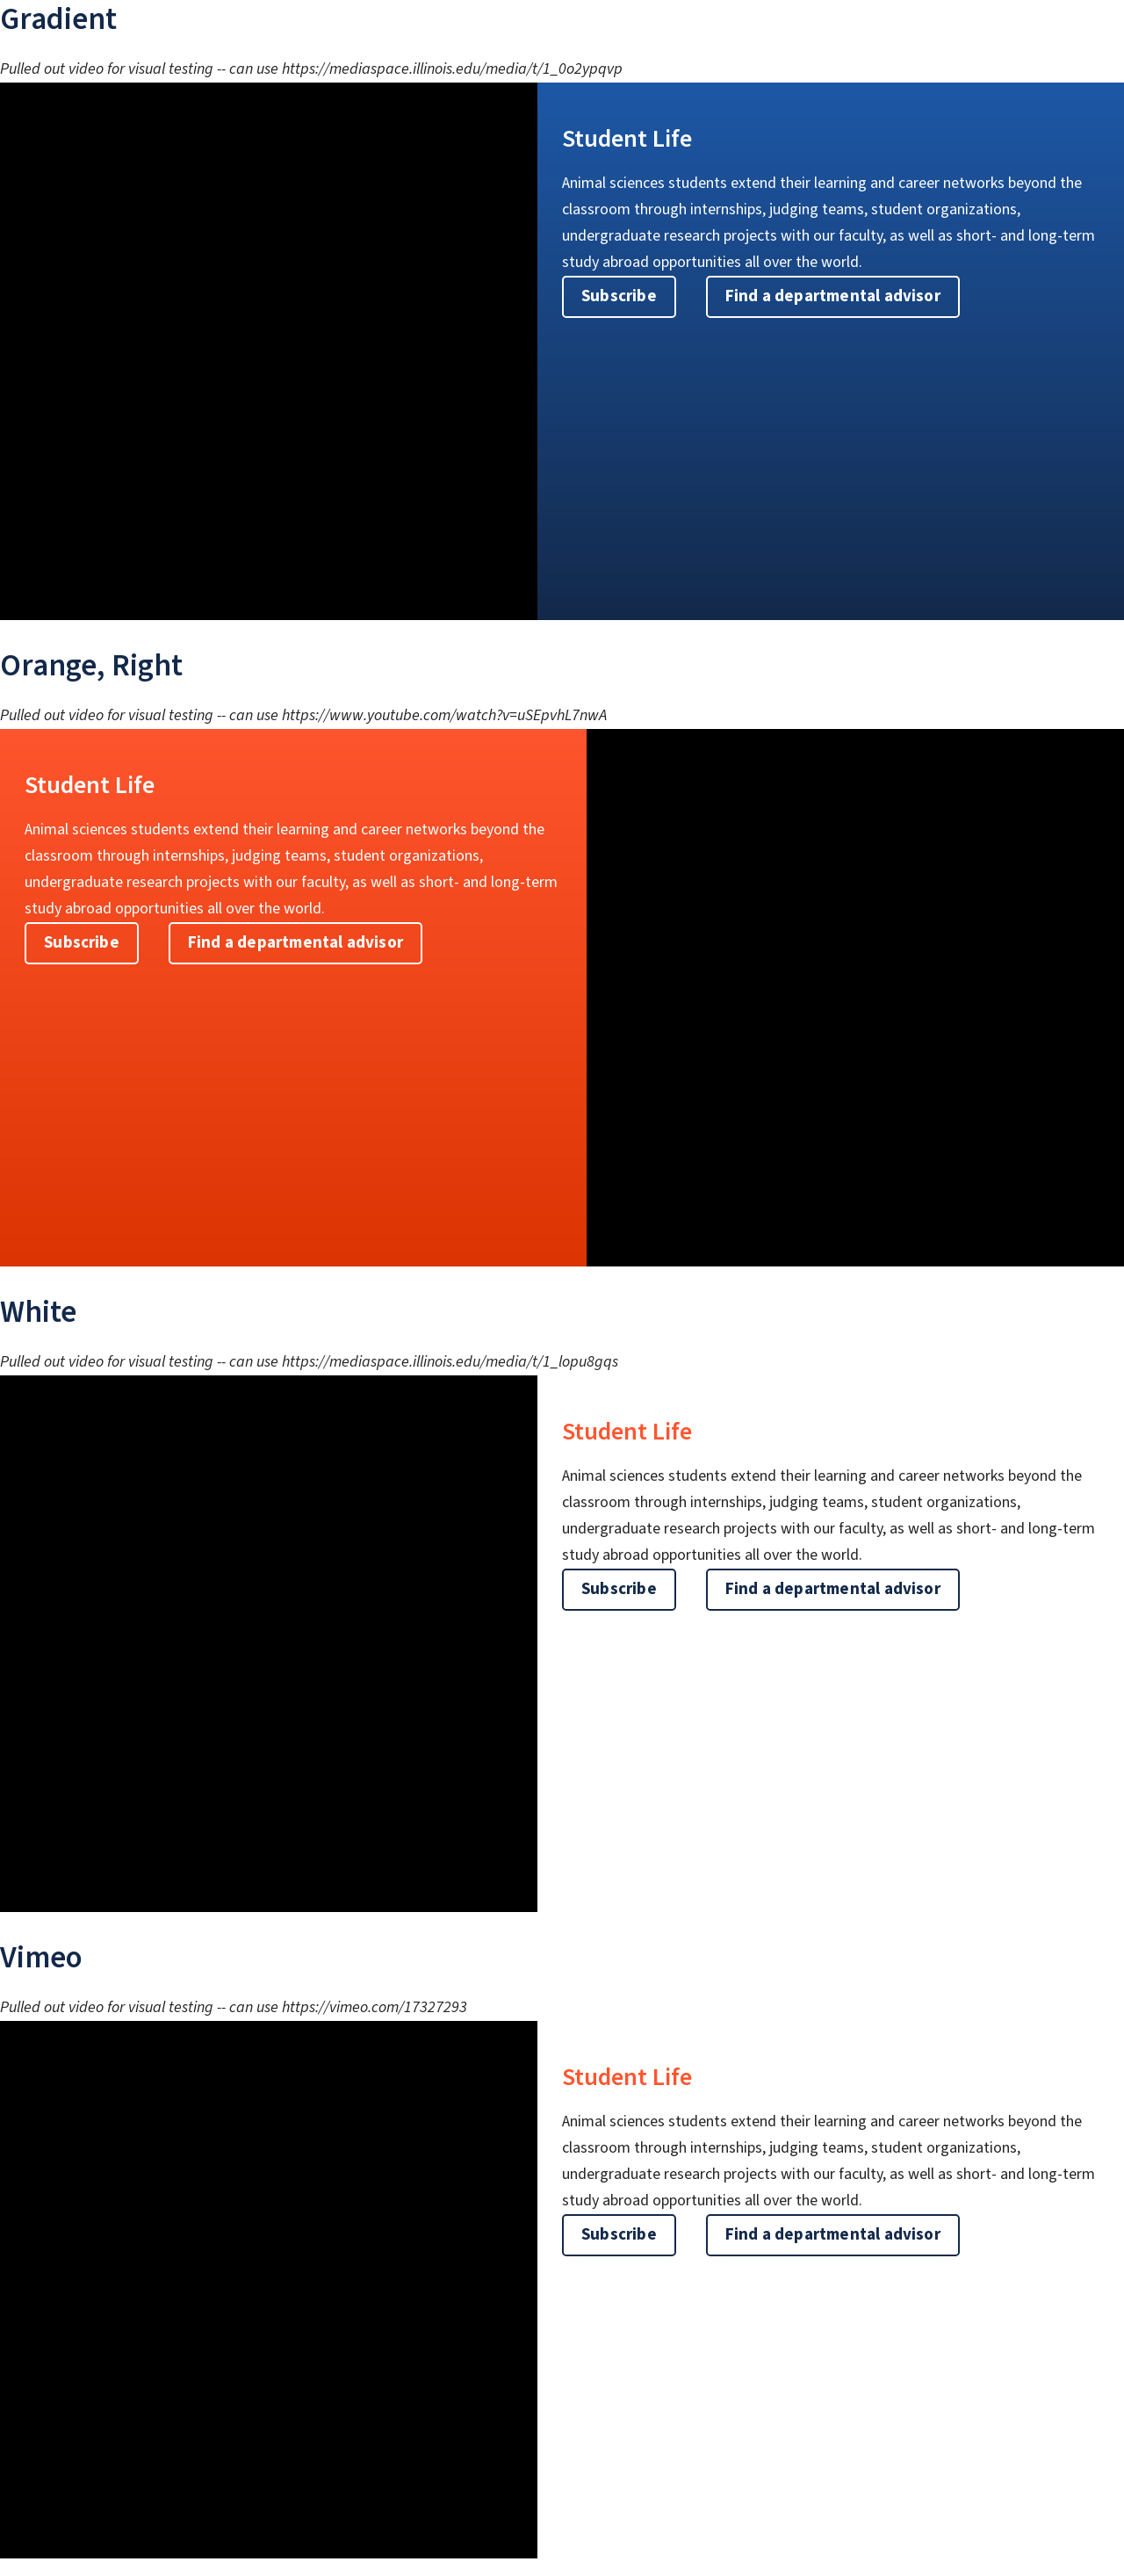 Gradient
Pulled out video for visual testing -- can use https://mediaspace.illinois.edu/media/t/1_0o2ypqvp
Student Life
Animal sciences students extend their learning and career networks beyond the
classroom through internships, judging teams, student organizations,
undergraduate research projects with our faculty, as well as short- and long-term
study abroad opportunities all over the world.
Subscribe
Find a departmental advisor
Orange, Right
Pulled out video for visual testing -- can use https://www.youtube.com/watch?v=uSEpvhL7nwA
Student Life
Animal sciences students extend their learning and career networks beyond the
classroom through internships, judging teams, student organizations,
undergraduate research projects with our faculty, as well as short- and long-term
study abroad opportunities all over the world.
Subscribe
Find a departmental advisor
White
Pulled out video for visual testing -- can use https://mediaspace.illinois.edu/media/t/1_lopu8gqs
Student Life
Animal sciences students extend their learning and career networks beyond the
classroom through internships, judging teams, student organizations,
undergraduate research projects with our faculty, as well as short- and long-term
study abroad opportunities all over the world.
Subscribe
Find a departmental advisor
Vimeo
Pulled out video for visual testing -- can use https://vimeo.com/17327293
Student Life
Animal sciences students extend their learning and career networks beyond the
classroom through internships, judging teams, student organizations,
undergraduate research projects with our faculty, as well as short- and long-term
study abroad opportunities all over the world.
Subscribe
Find a departmental advisor